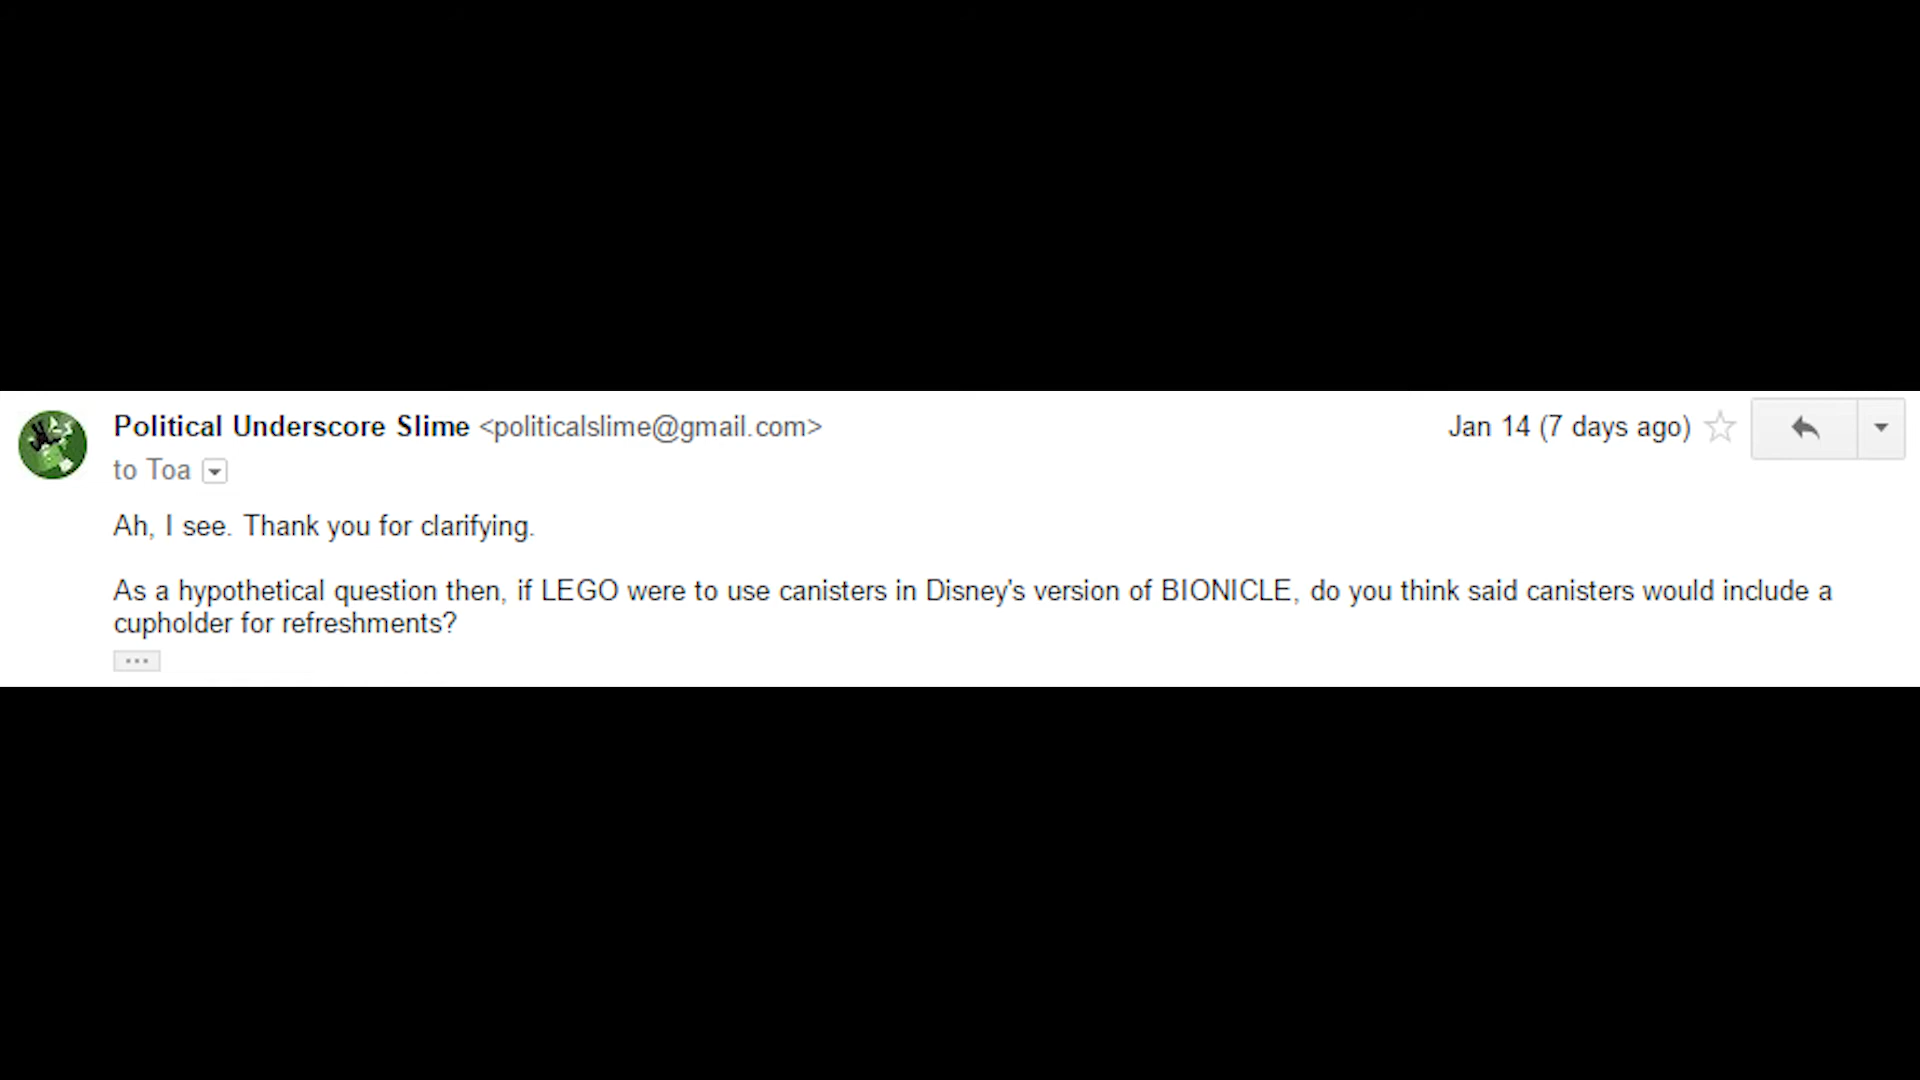 Political Underscore Slime <politicalslime@gmail.com> Jan 14 (7 days ago)
to Toa
Ah, I see. Thank you for clarifying.
As a hypothetical question then, if LEGO were to use canisters in Disney's version of BIONICLE, do you think said canisters would include a
cupholder for refreshments?